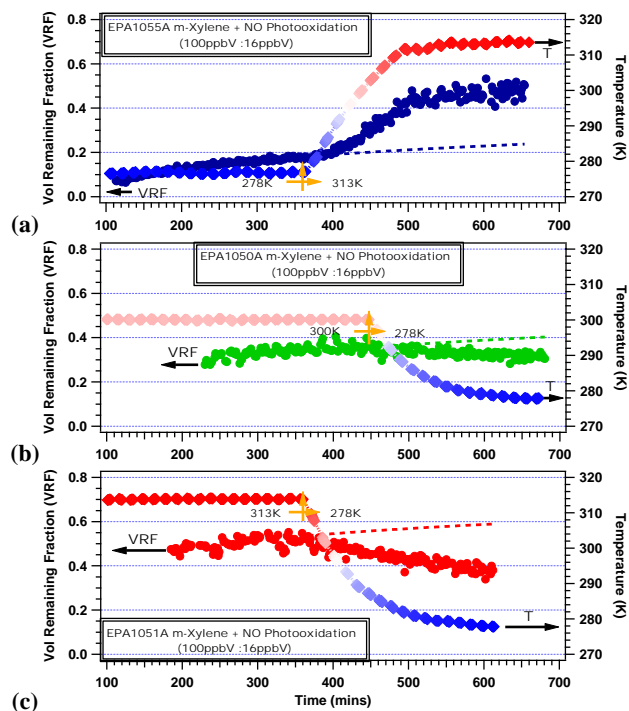 EPA1055A m-Xylene + NO Photooxidation
(100ppbV :16ppbV)
Vol Remaining Fraction (VRF)
0.8
0.6
0.4
0.2
0.0
320
315
310
305
300
295
290
285
280
275
270
Temperature (K)
T
278K
313K
VRF
100 200 300 400 500 600 700
(a)
EPA1050A m-Xylene + NO Photooxidation
(100ppbV :16ppbV)
Vol Remaining Fraction (VRF)
0.8
0.6
0.4
0.2
0.0
320
310
300
290
280
270
Temperature (K)
300K
278K
VRF
T
100 200 300 400 500 600 700
(b)
Vol Remaining Fraction (VRF)
0.8
0.6
0.4
0.2
0.0
320
310
300
290
280
270
Temperature (K)
313K
278K
VRF
T
EPA1051A m-Xylene + NO Photooxidation
(100ppbV :16ppbV)
100 200 300 400 500 600 700
Time (mins)
(c)